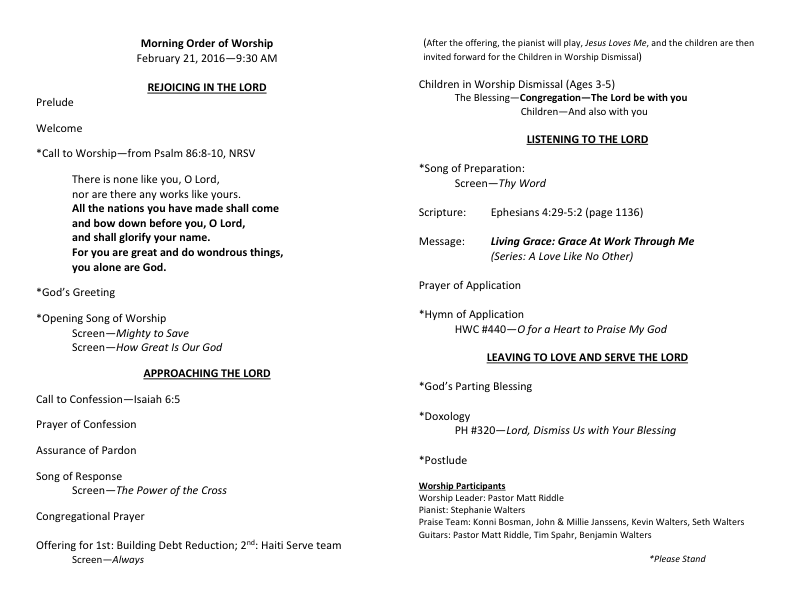 Morning Order of Worship
February 21, 2016—9:30 AM
REJOICING IN THE LORD
Prelude
Welcome
*Call to Worship—from Psalm 86:8-10, NRSV
There is none like you, O Lord,
nor are there any works like yours.
All the nations you have made shall come
and bow down before you, O Lord,
and shall glorify your name.
For you are great and do wondrous things,
you alone are God.
*God's Greeting
*Opening Song of Worship
Screen—Mighty to Save
Screen—How Great Is Our God
APPROACHING THE LORD
Call to Confession—Isaiah 6:5
Prayer of Confession
Assurance of Pardon
Song of Response
Screen—The Power of the Cross
Congregational Prayer
Offering for 1st: Building Debt Reduction; 2nd: Haiti Serve team
Screen—Always
(After the offering, the pianist will play, Jesus Loves Me, and the children are then
invited forward for the Children in Worship Dismissal)
Children in Worship Dismissal (Ages 3-5)
The Blessing—Congregation—The Lord be with you
Children—And also with you
LISTENING TO THE LORD
*Song of Preparation:
Screen—Thy Word
Scripture: Ephesians 4:29-5:2 (page 1136)
Message: Living Grace: Grace At Work Through Me
(Series: A Love Like No Other)
Prayer of Application
*Hymn of Application
HWC #440—O for a Heart to Praise My God
LEAVING TO LOVE AND SERVE THE LORD
*God's Parting Blessing
*Doxology
PH #320—Lord, Dismiss Us with Your Blessing
*Postlude
Worship Participants
Worship Leader: Pastor Matt Riddle
Pianist: Stephanie Walters
Praise Team: Konni Bosman, John & Millie Janssens, Kevin Walters, Seth Walters
Guitars: Pastor Matt Riddle, Tim Spahr, Benjamin Walters
*Please Stand